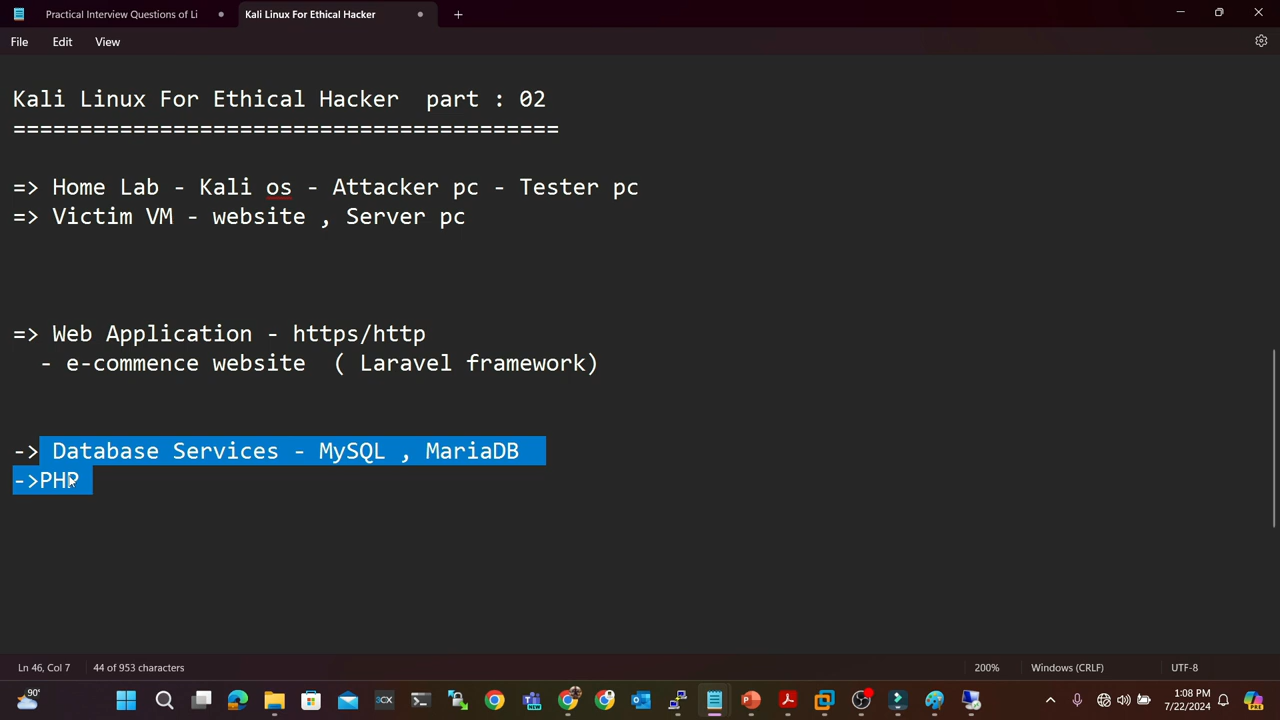 Practical Interview Questions of Li
Kali Linux For Ethical Hacker
File Edit View
Kali Linux For Ethical Hacker part : 02
=========================================
=> Home Lab - Kali os - Attacker pc - Tester pc
=> Victim VM - website , Server pc
=> Web Application - https/http
- e-commence website ( Laravel framework)
-> Database Services - MySQL , MariaDB
->PHP
Ln 46, Col 7 44 of 953 characters 200% Windows (CRLF) UTF-8
90°
3CX
NEW
1:08 PM
7/22/2024
PRE